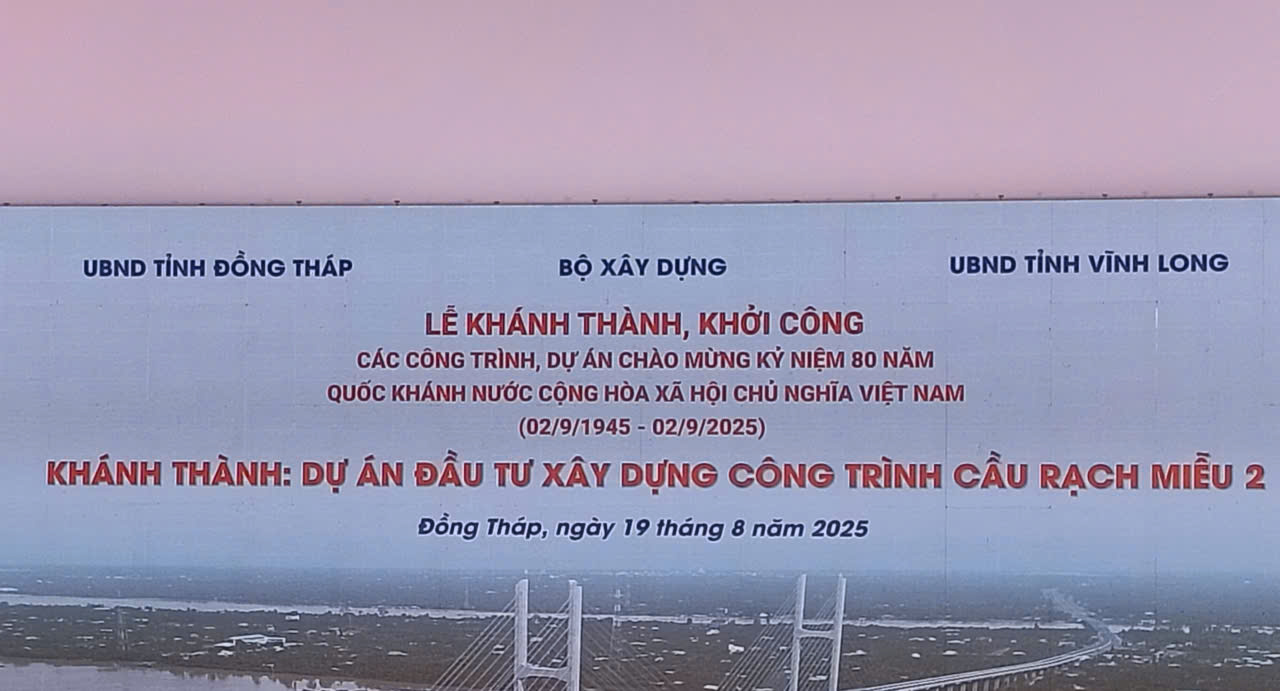 UBND TỈNH ĐỒNG THÁP
BỘ XÂY DỰNG
UBND TỈNH VĨNH LONG
LỄ KHÁNH THÀNH, KHỞI CÔNG
CÁC CÔNG TRÌNH, DỰ ÁN CHÀO MỪNG KỶ NIỆM 80 NĂM
QUỐC KHÁNH NƯỚC CỘNG HÒA XÃ HỘI CHỦ NGHĨA VIỆT NAM
(02/9/1945 - 02/9/2025)
KHÁNH THÀNH: DỰ ÁN ĐẦU TƯ XÂY DỰNG CÔNG TRÌNH CẦU RẠCH MIỄU 2
Đồng Tháp, ngày 19 tháng 8 năm 2025